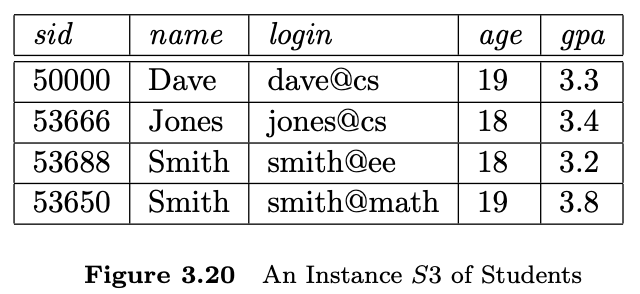 sid name login age gpa
50000 Dave dave@cs 19 3.3
53666 Jones jones@cs 18 3.4
53688 Smith smith@ee 18 3.2
53650 Smith smith@math 19 3.8
Figure 3.20 An Instance S3 of Students